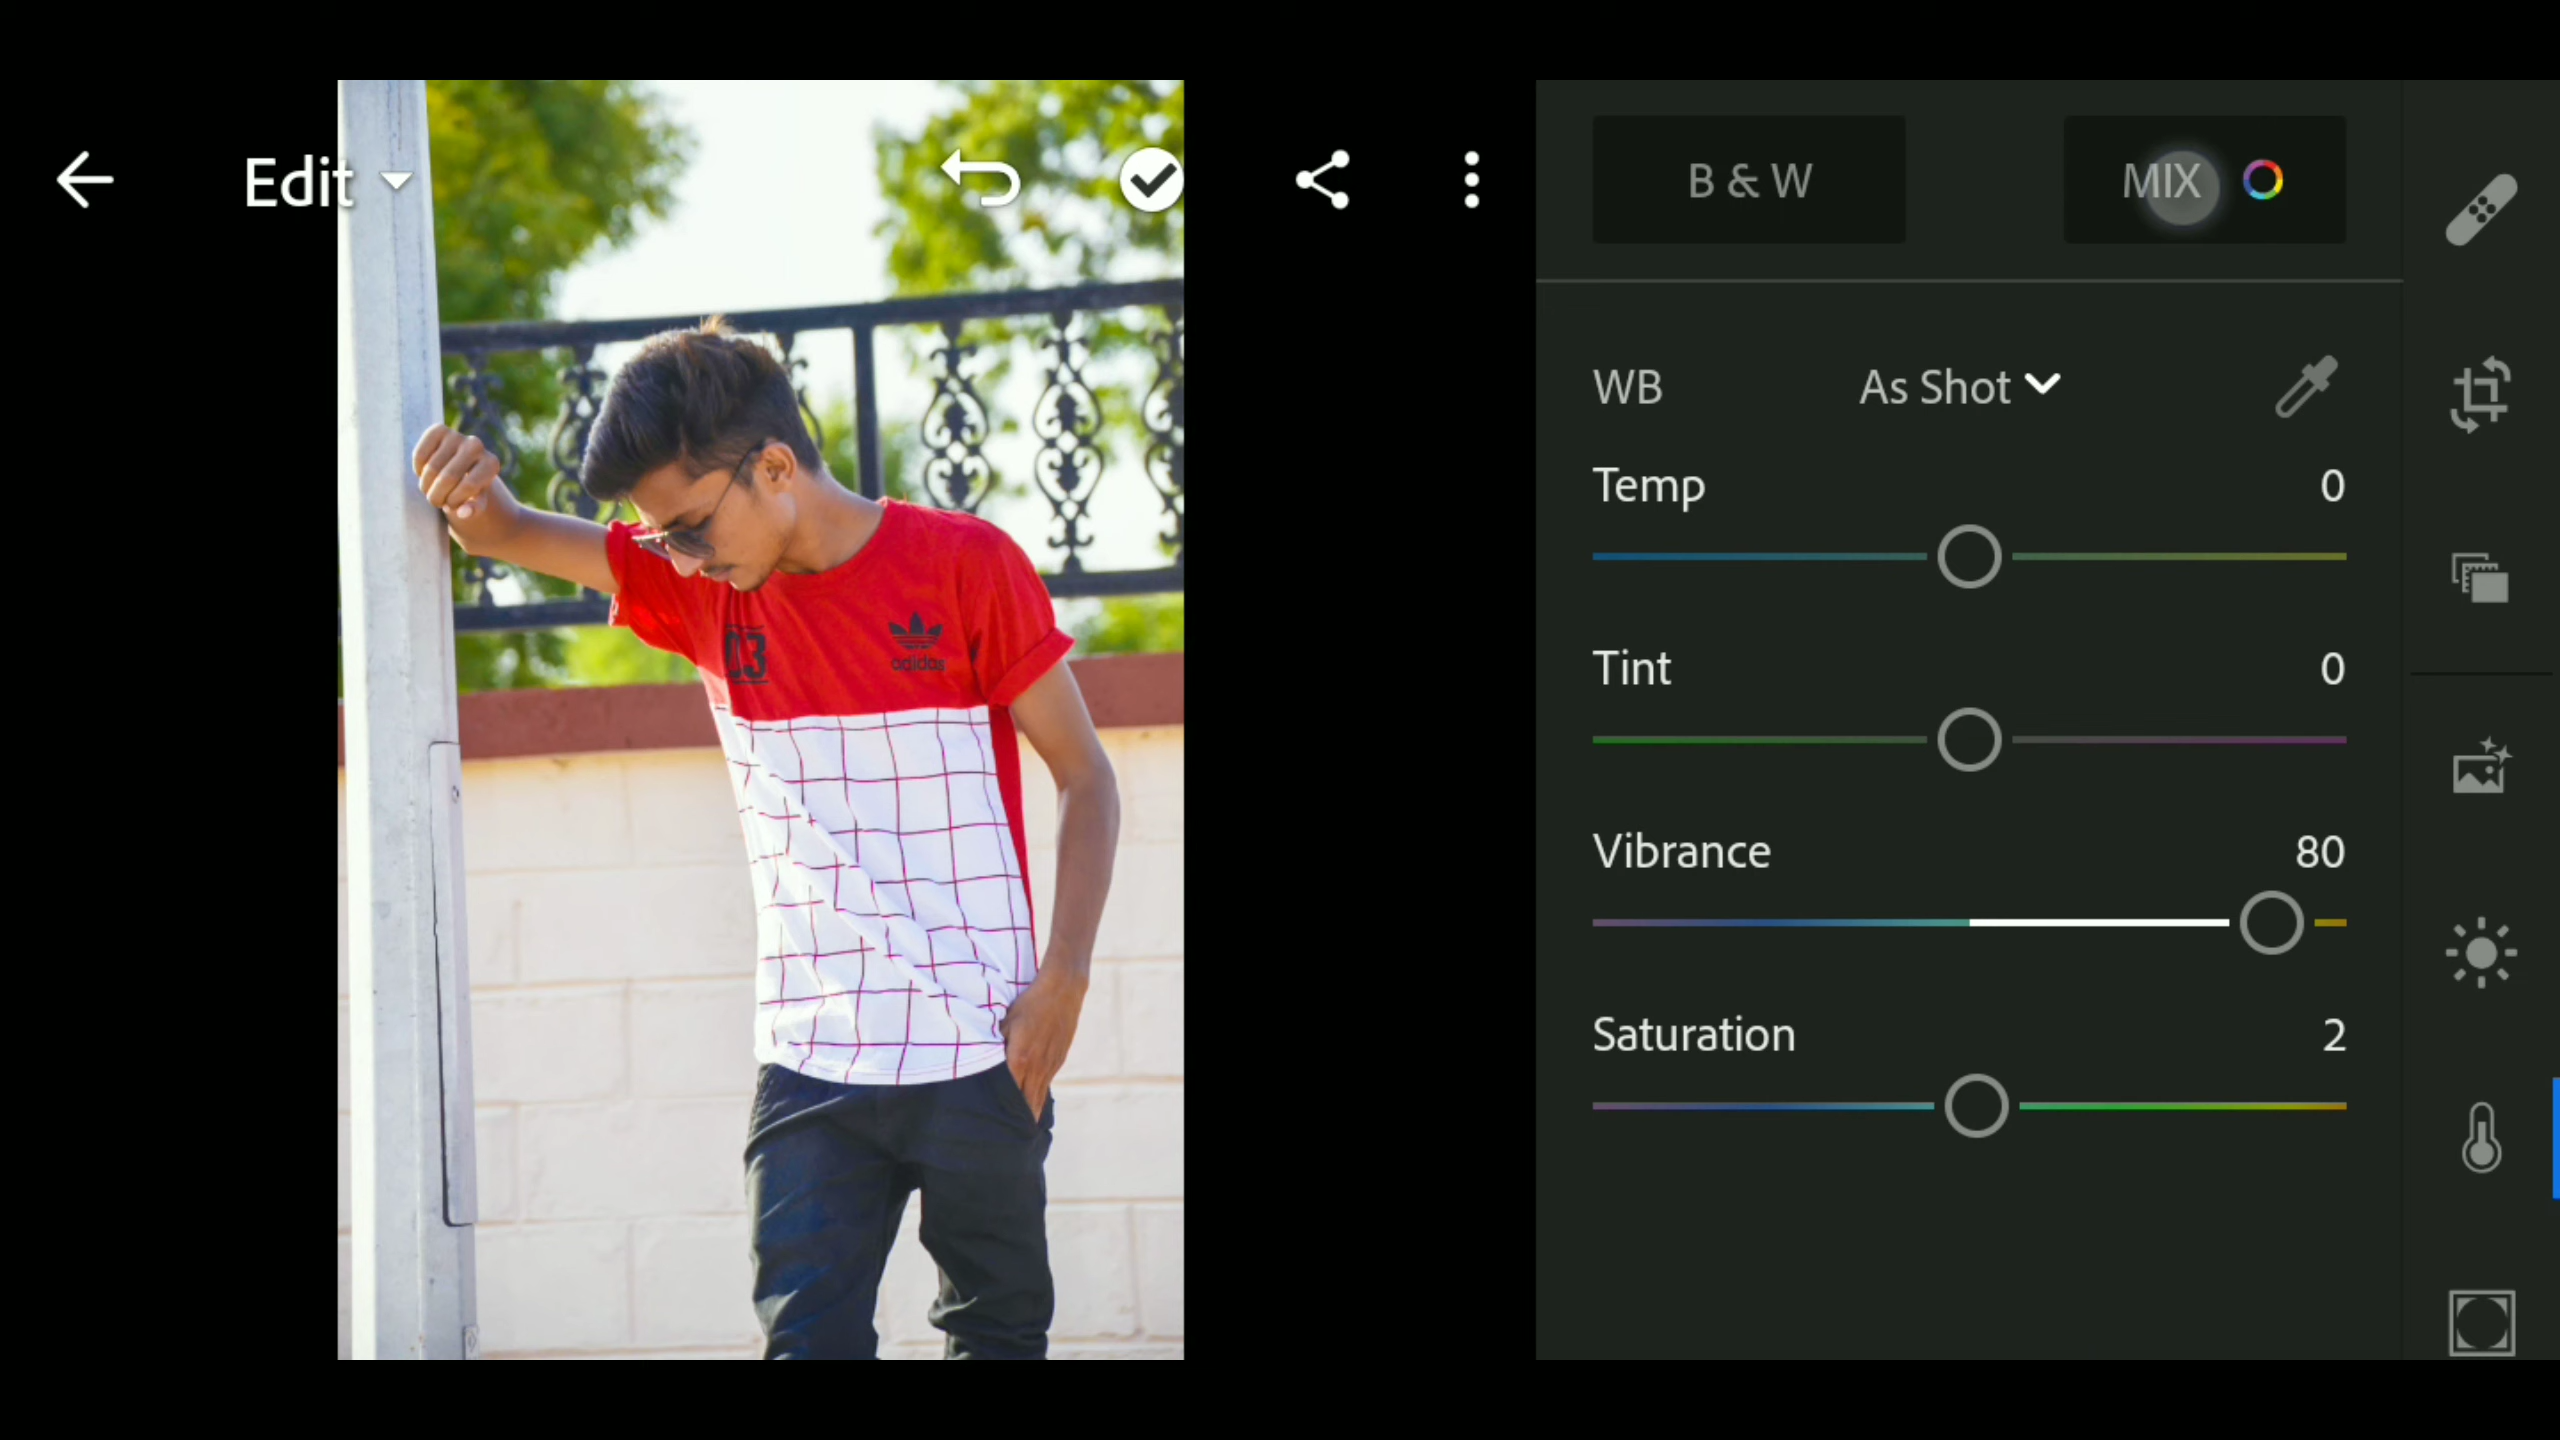 Edit
B & W
MIX
WB As Shot
Temp 0
Tint 0
Vibrance 80
Saturation 2
03
adidas